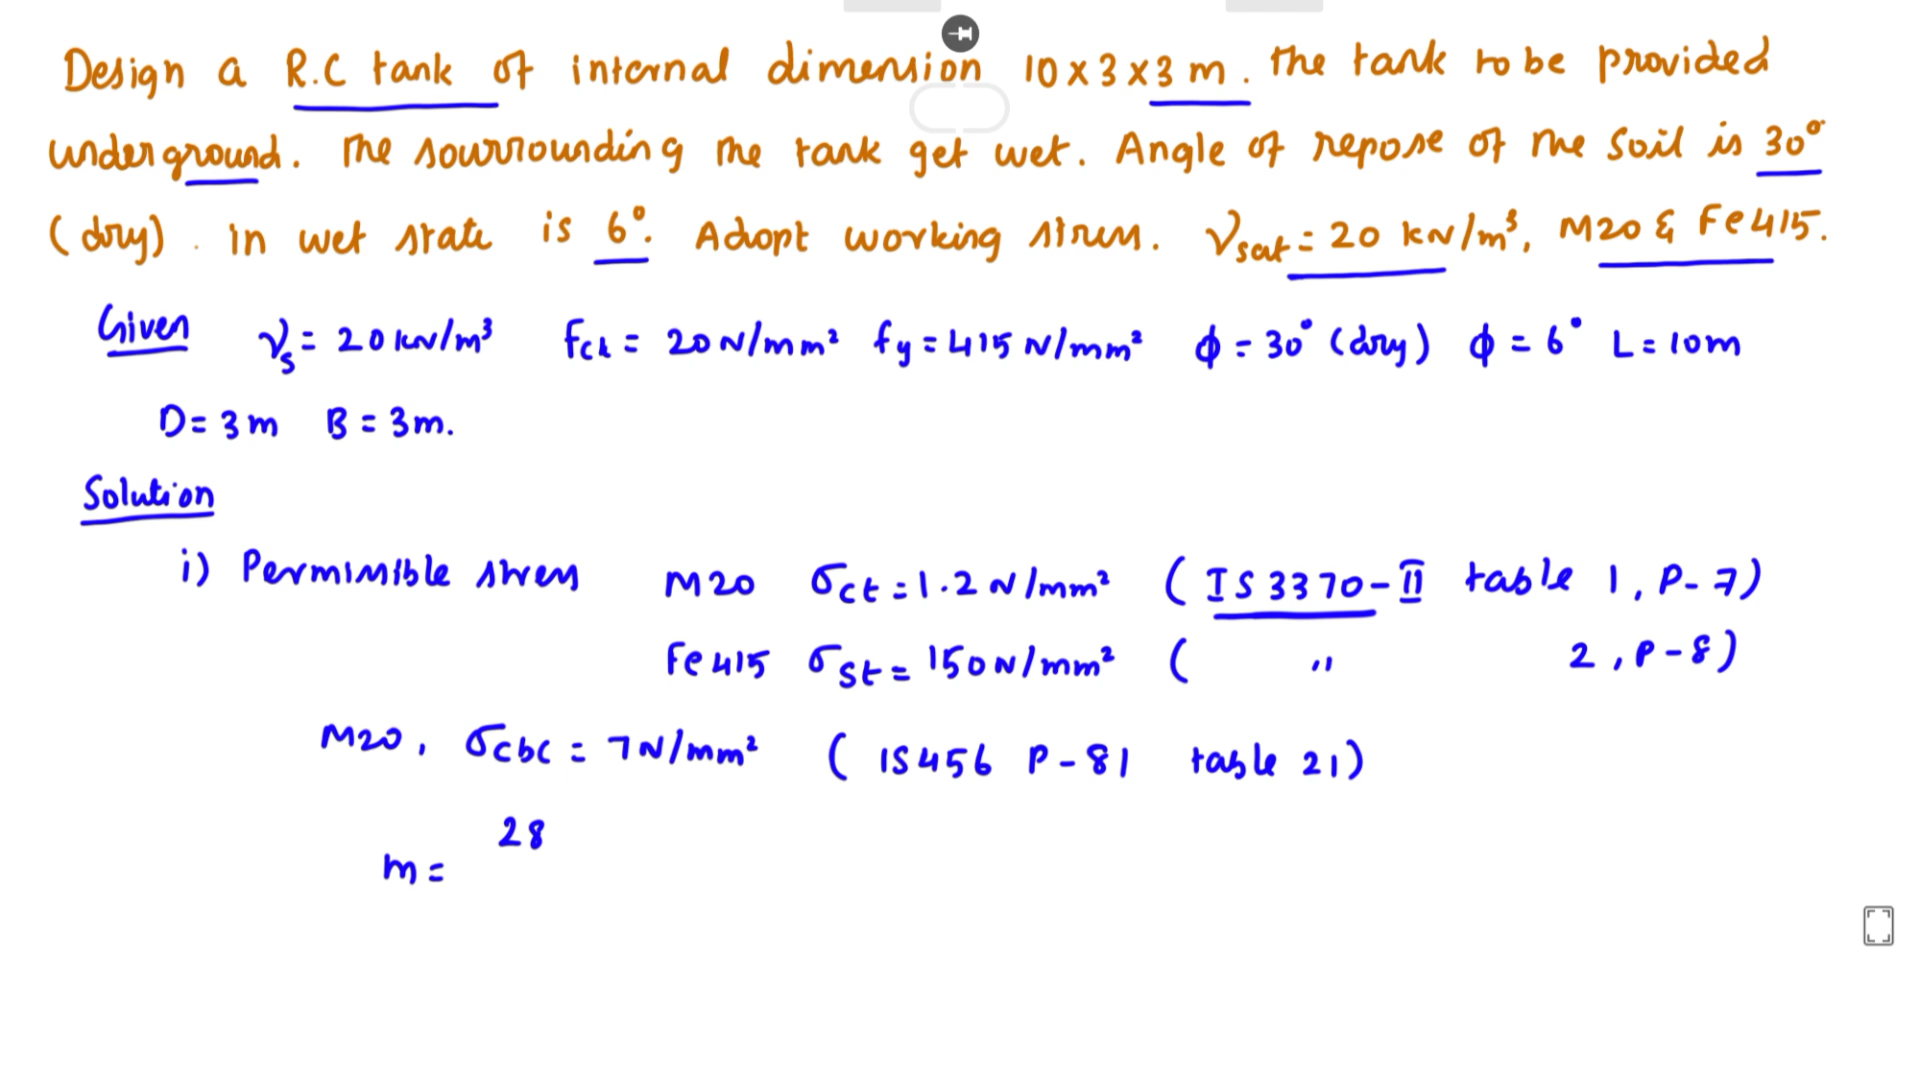 Design a R.C tank of internal dimension 10 x 3 x 3 m. the tank to be provided
underground. The sourrounding the tank get wet. Angle of repose of the soil is 30°
(dry). in wet state is 6°. Adopt working stress. γsat = 20 kN/m³, M20 & Fe415.
Given γs = 20 kN/m³ fck = 20 N/mm² fy = 415 N/mm² ϕ = 30° (dry) ϕ = 6° L = 10m
D = 3m B = 3m.
Solution
i) Permissible stress M20 σct = 1.2 N/mm² ( IS 3370-II table 1, P-7)
Fe415 σst = 150 N/mm² ( " 2, P-8)
M20, σcbc = 7 N/mm² ( IS456 P-81 table 21)
28
m =